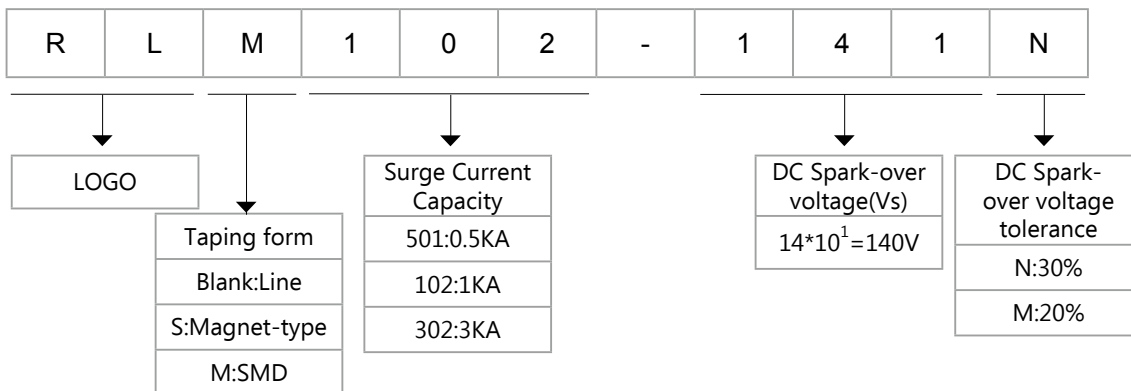 R L M 1 0 2 - 1 4 1 N
LOGO
Taping form
Blank:Line
S:Magnet-type
M:SMD
Surge Current
Capacity
501:0.5KA
102:1KA
302:3KA
DC Spark-over
voltage(Vs)
14*10¹=140V
DC Spark-
over voltage
tolerance
N:30%
M:20%